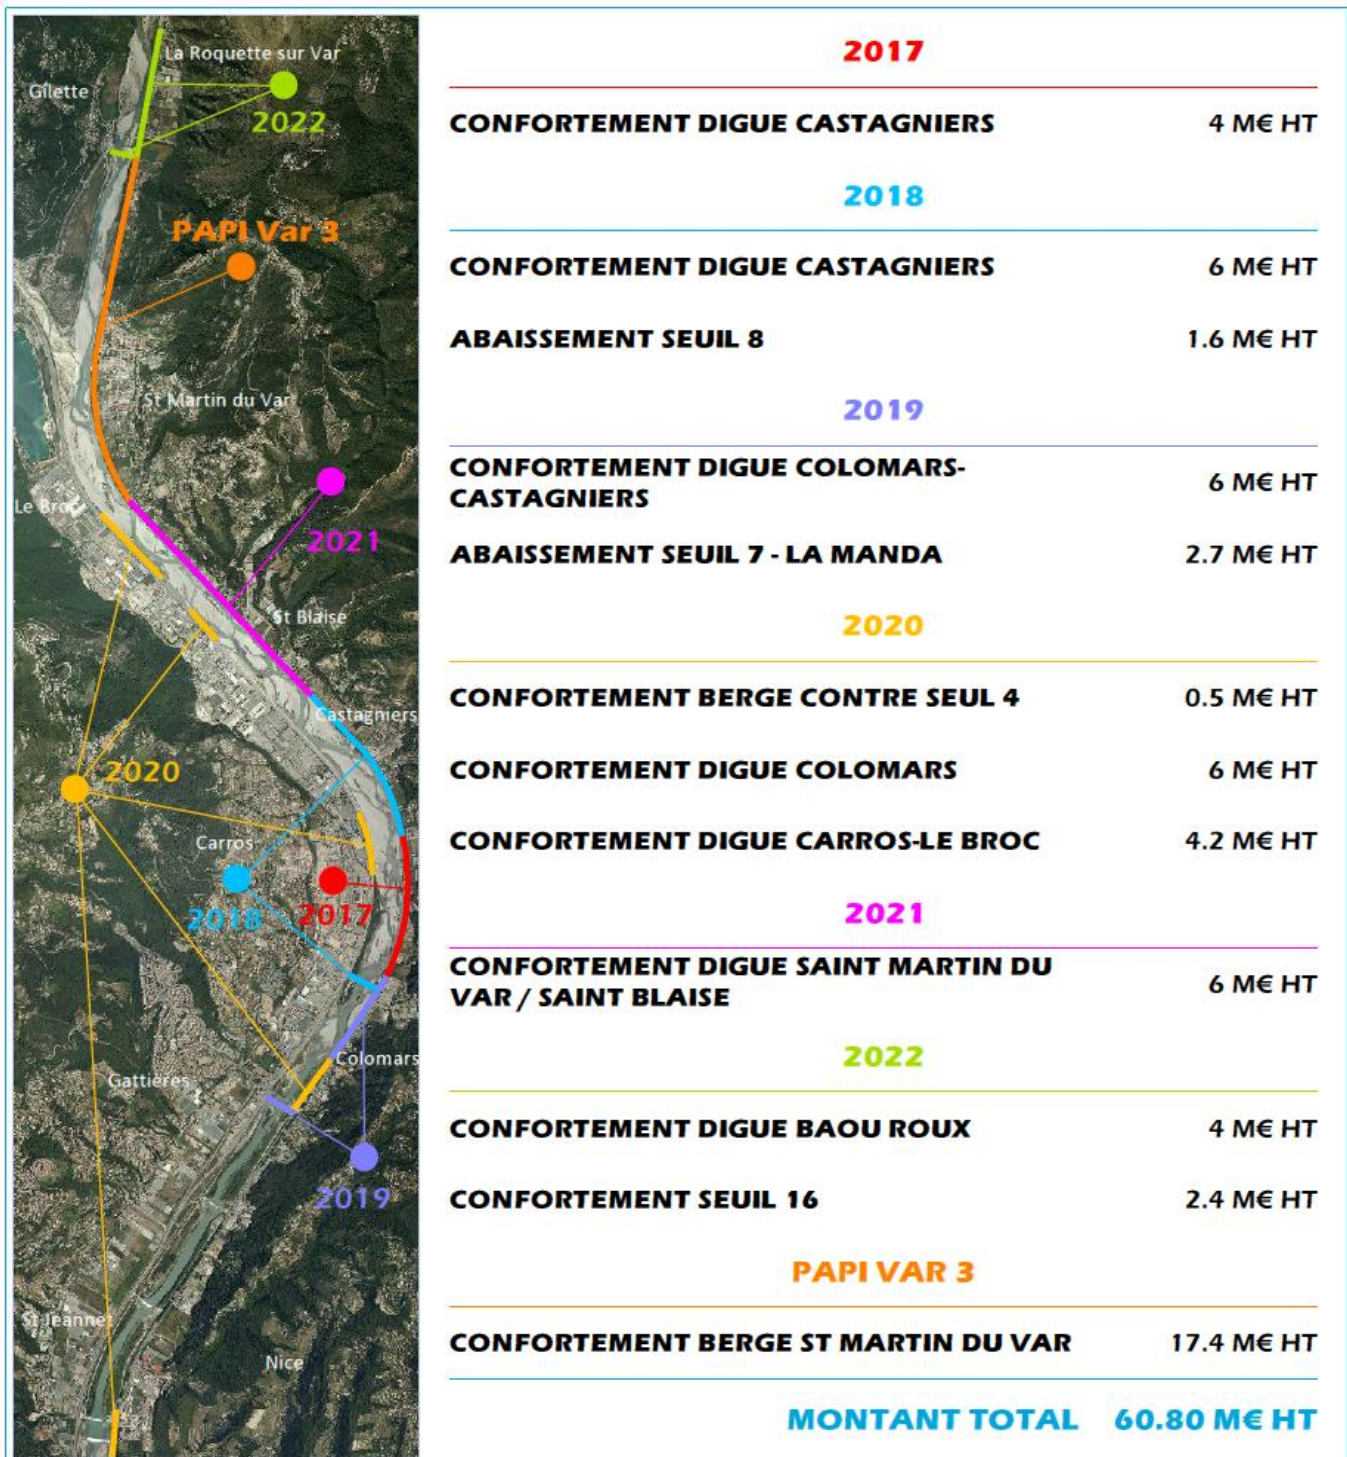 La Roquette sur Var
Gilette
2022
PAPI Var 3
St Martin du Var
Le Broc
2021
St Blaise
Castagniers
2020
Carros
2018
2017
Colomars
Gattières
2019
St Jeannet
Nice
2017
CONFORTEMENT DIGUE CASTAGNIERS 4 M€ HT
2018
CONFORTEMENT DIGUE CASTAGNIERS 6 M€ HT
ABAISSEMENT SEUIL 8 1.6 M€ HT
2019
CONFORTEMENT DIGUE COLOMARS-
CASTAGNIERS 6 M€ HT
ABAISSEMENT SEUIL 7 - LA MANDA 2.7 M€ HT
2020
CONFORTEMENT BERGE CONTRE SEUL 4 0.5 M€ HT
CONFORTEMENT DIGUE COLOMARS 6 M€ HT
CONFORTEMENT DIGUE CARROS-LE BROC 4.2 M€ HT
2021
CONFORTEMENT DIGUE SAINT MARTIN DU
VAR / SAINT BLAISE 6 M€ HT
2022
CONFORTEMENT DIGUE BAOU ROUX 4 M€ HT
CONFORTEMENT SEUIL 16 2.4 M€ HT
PAPI VAR 3
CONFORTEMENT BERGE ST MARTIN DU VAR 17.4 M€ HT
MONTANT TOTAL 60.80 M€ HT